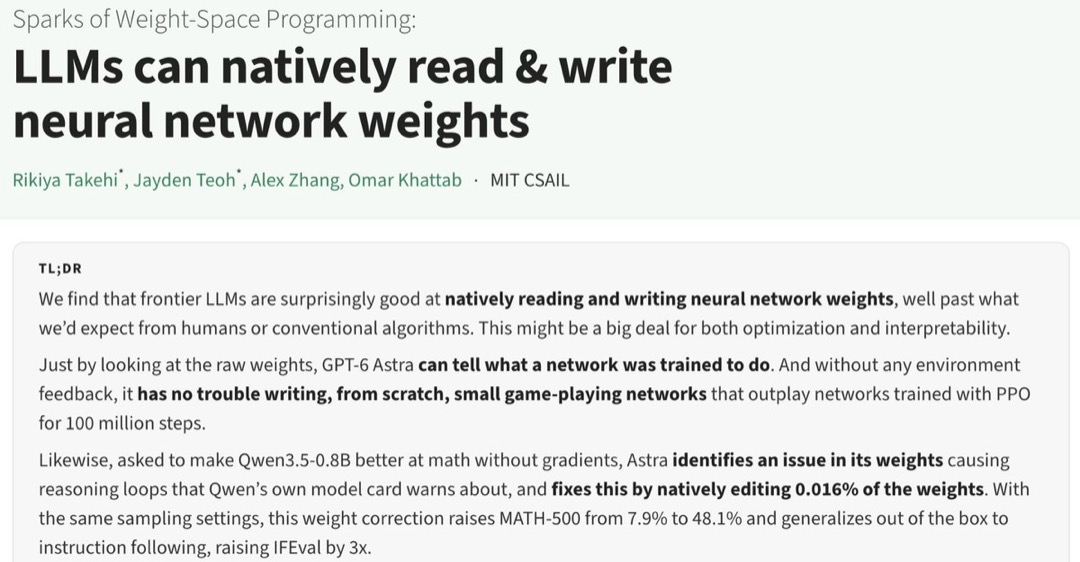 Sparks of Weight-Space Programming:
LLMs can natively read & write
neural network weights
Rikiya Takehi*, Jayden Teoh*, Alex Zhang, Omar Khattab · MIT CSAIL
TL;DR
We find that frontier LLMs are surprisingly good at natively reading and writing neural network weights, well past what
we'd expect from humans or conventional algorithms. This might be a big deal for both optimization and interpretability.
Just by looking at the raw weights, GPT-6 Astra can tell what a network was trained to do. And without any environment
feedback, it has no trouble writing, from scratch, small game-playing networks that outplay networks trained with PPO
for 100 million steps.
Likewise, asked to make Qwen3.5-0.8B better at math without gradients, Astra identifies an issue in its weights causing
reasoning loops that Qwen's own model card warns about, and fixes this by natively editing 0.016% of the weights. With
the same sampling settings, this weight correction raises MATH-500 from 7.9% to 48.1% and generalizes out of the box to
instruction following, raising IFEval by 3x.